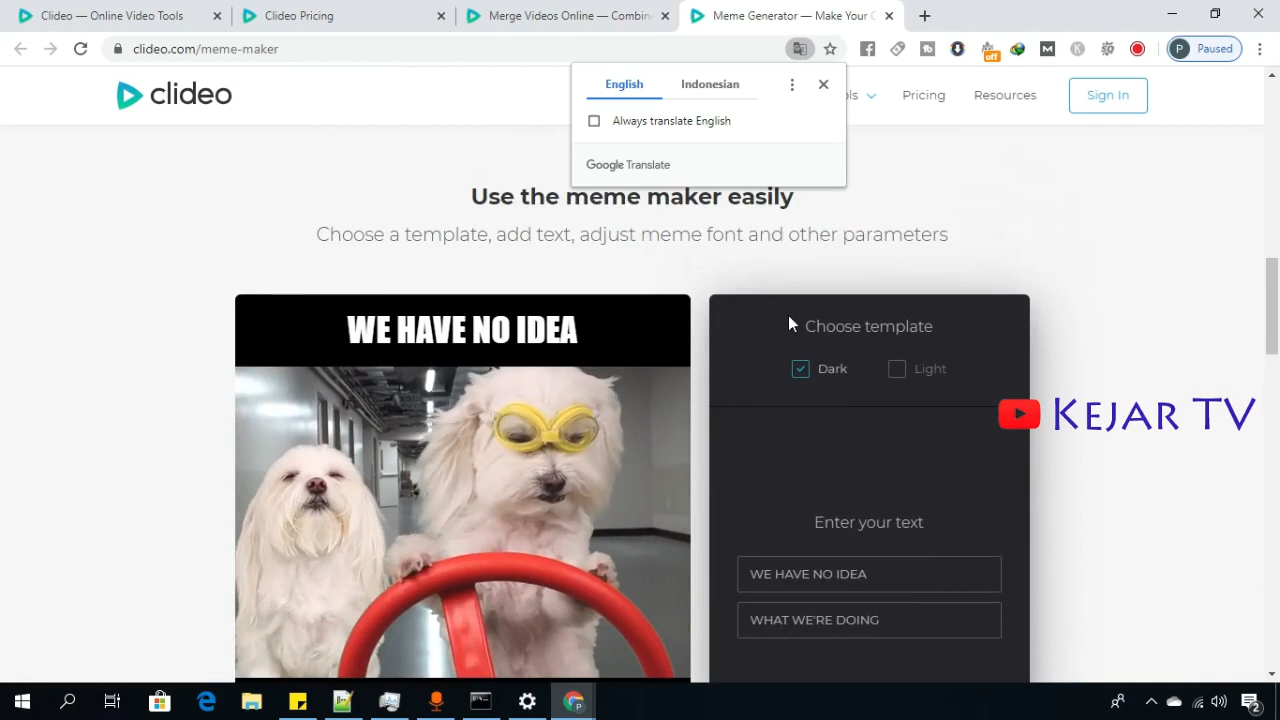 Clideo — Online Video Tools
Clideo Pricing
Merge Videos Online — Combin
Meme Generator — Make Your C
clideo.com/meme-maker
off
M
K
P Paused
English
Indonesian
Always translate English
Google Translate
clideo
ols
Pricing
Resources
Sign In
Use the meme maker easily
Choose a template, add text, adjust meme font and other parameters
WE HAVE NO IDEA
Choose template
Dark
Light
KEJAR TV
Enter your text
WE HAVE NO IDEA
WHAT WE'RE DOING
2